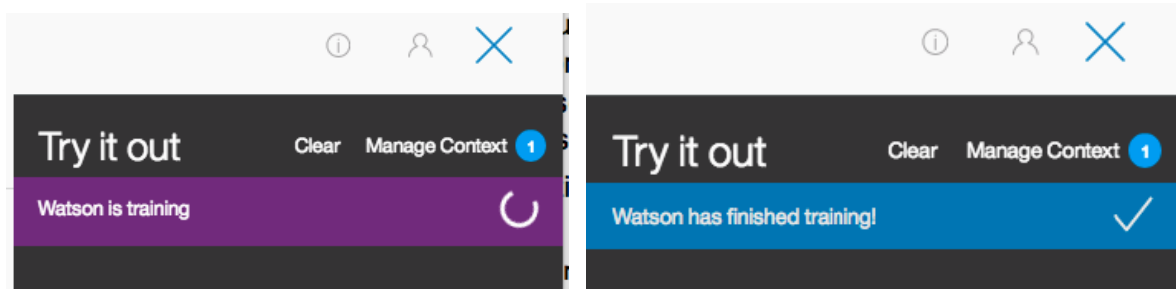 Try it out Clear Manage Context 1
Watson is training
Try it out Clear Manage Context 1
Watson has finished training!